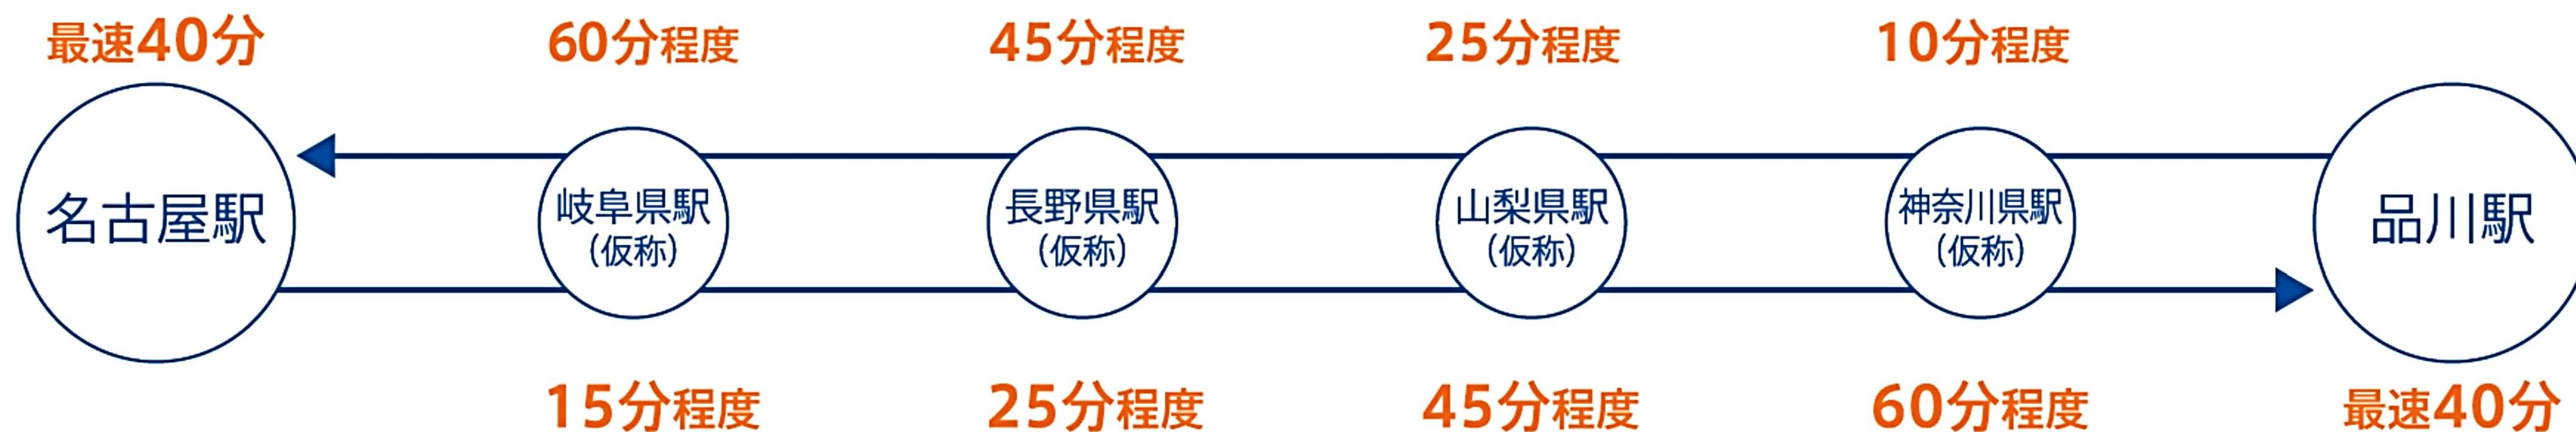 最速40分
60分程度
45分程度
25分程度
10分程度
名古屋駅
岐阜県駅
(仮称)
長野県駅
(仮称)
山梨県駅
(仮称)
神奈川県駅
(仮称)
品川駅
15分程度
25分程度
45分程度
60分程度
最速40分